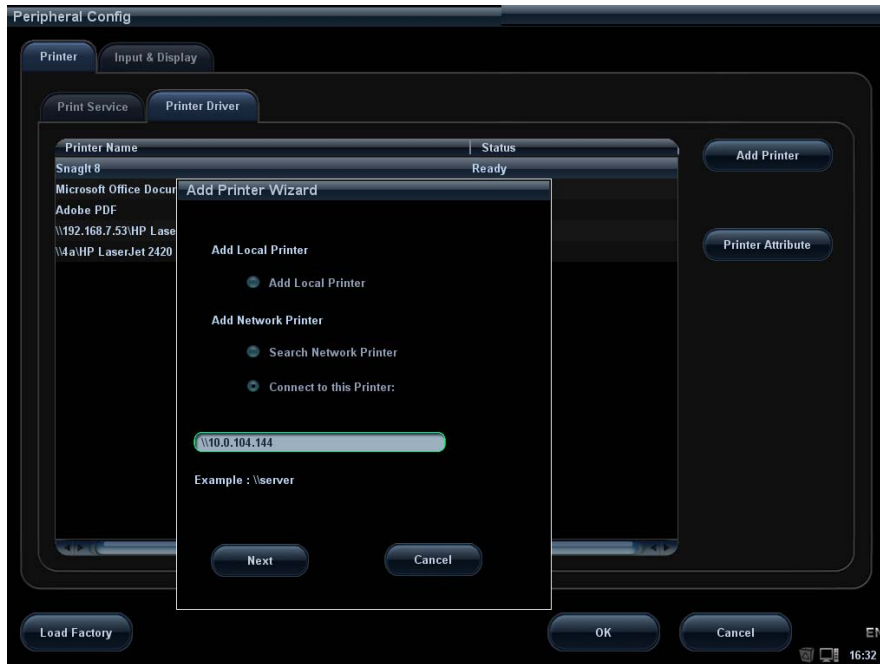 Peripheral Config
Printer Input & Display
Print Service Printer Driver
Printer Name Status
SnagIt 8 Ready
Add Printer
Microsoft Office Docur
Adobe PDF
\\192.168.7.53\HP Lase
\\4a\HP LaserJet 2420
Printer Attribute
Add Printer Wizard
Add Local Printer
Add Local Printer
Add Network Printer
Search Network Printer
Connect to this Printer:
\\10.0.104.144
Example : \\server
Next Cancel
Load Factory OK Cancel EN
16:32